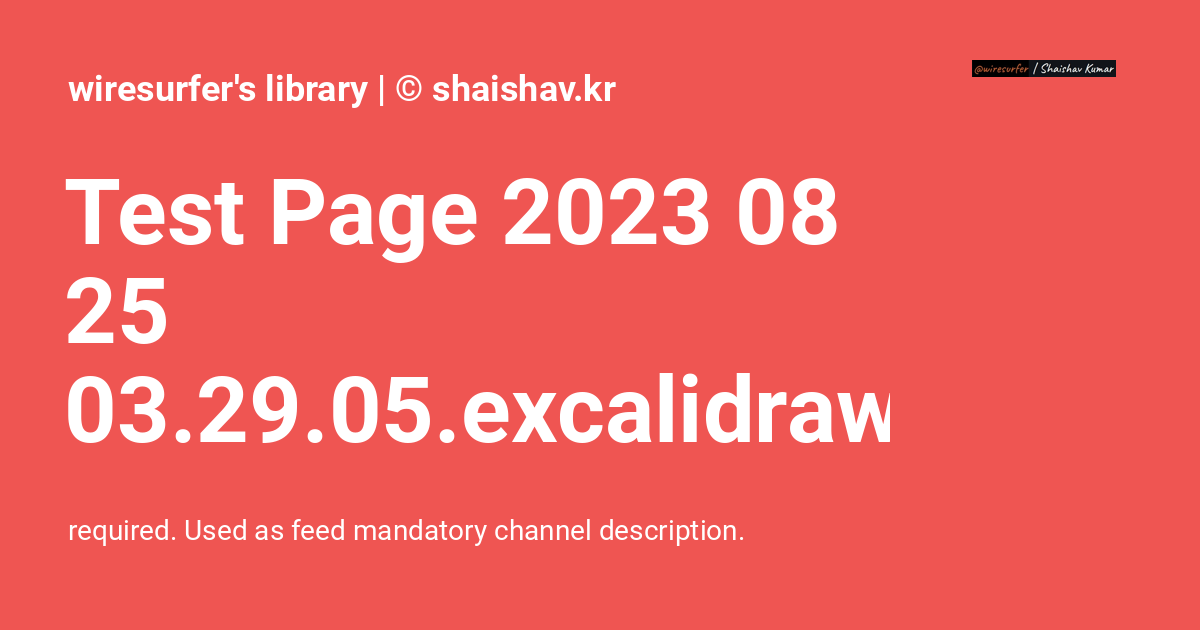 wiresurfer's library | © shaishav.kr
@wiresurfer / Shaishav Kumar
Test Page 2023 08
25
03.29.05.excalidraw
required. Used as feed mandatory channel description.